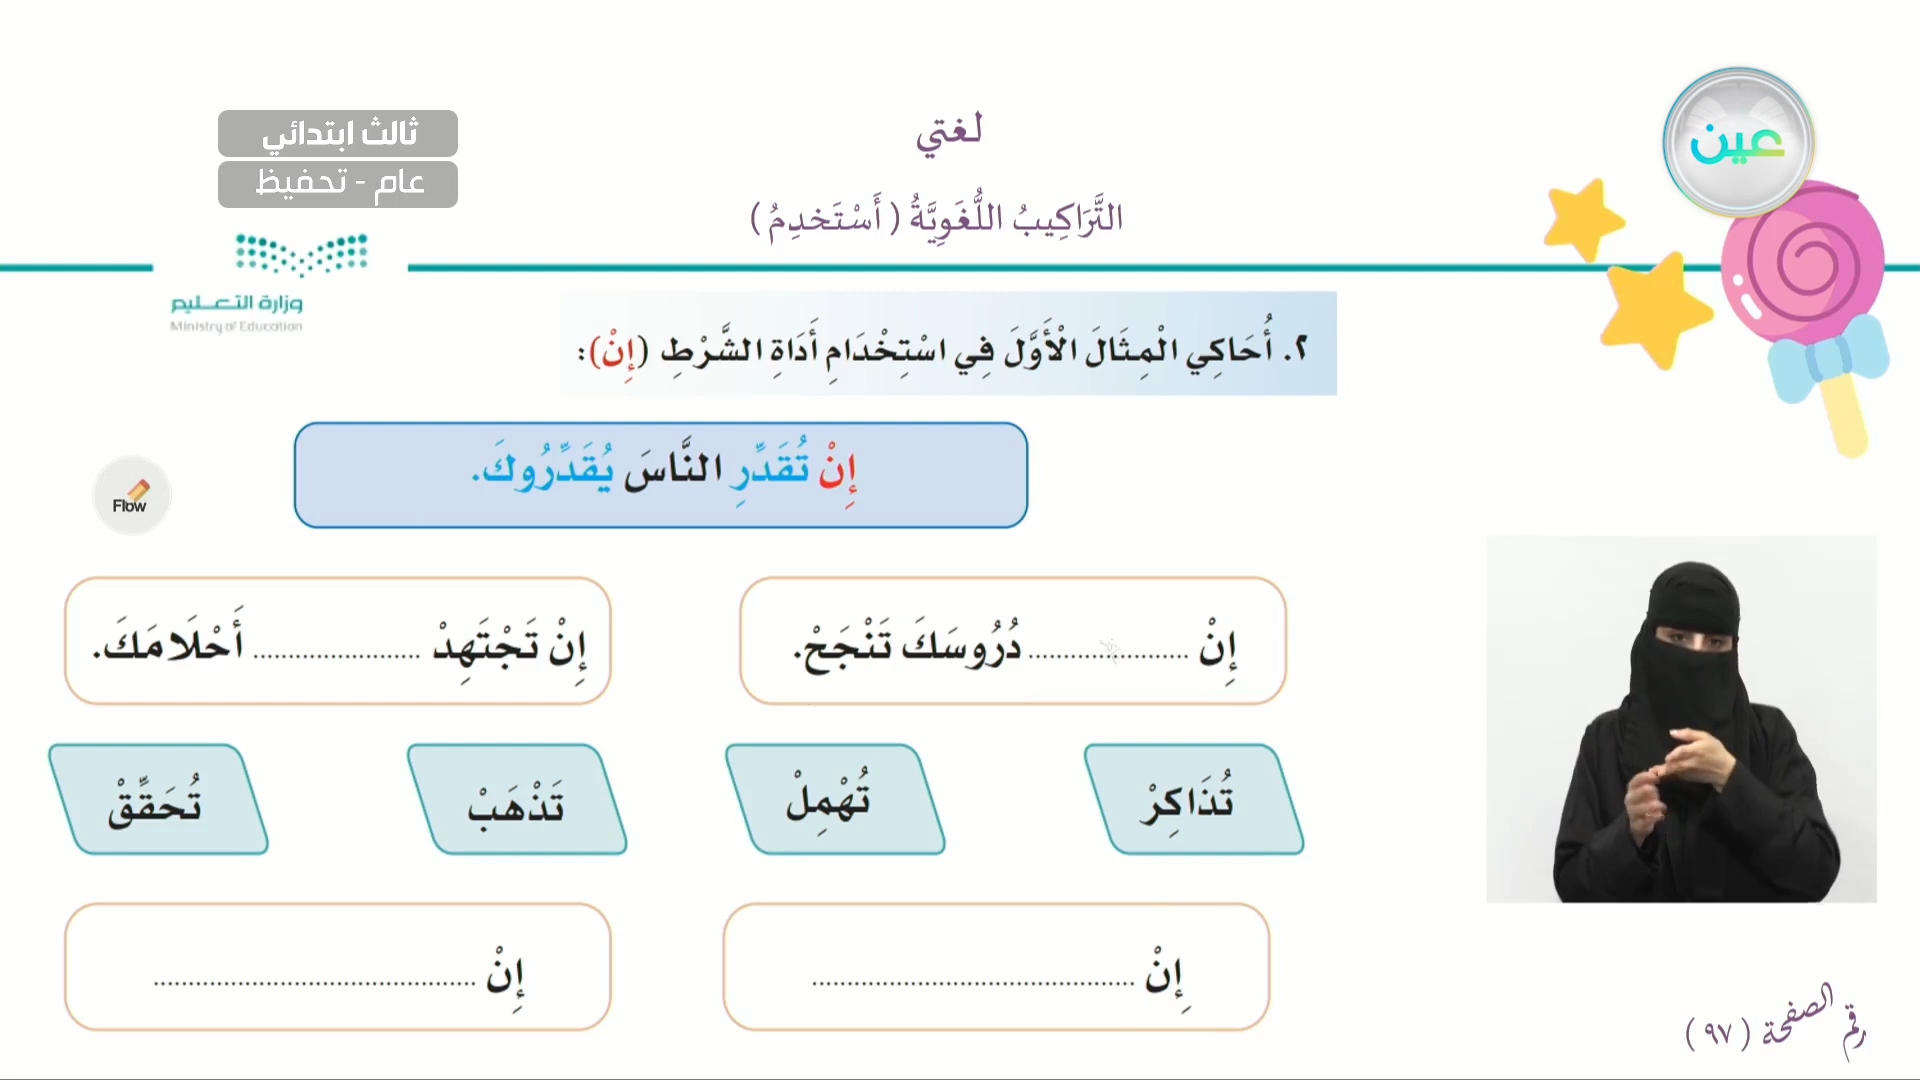 عين
ثالث ابتدائي
عام - تحفيظ
لغتي
التَّرَاكِيبُ اللُّغَوِيَّةُ ( أَسْتَخدِمُ )
وزارة التعليم
Ministry of Education
٢. أُحَاكِي الْمِثَالَ الْأَوَّلَ فِي اسْتِخْدَامِ أَدَاةِ الشَّرْطِ (إِنْ):
إِنْ تُقَدِّرِ النَّاسَ يُقَدِّرُوكَ.
Flow
إِنْ ...................... دُرُوسَكَ تَنْجَحْ.
إِنْ تَجْتَهِدْ ...................... أَحْلَامَكَ.
تُذَاكِرْ
تُهْمِلْ
تَذْهَبْ
تُحَقِّقْ
إِنْ .............................................
إِنْ .............................................
رقم الصفحة ( ٩٧ )